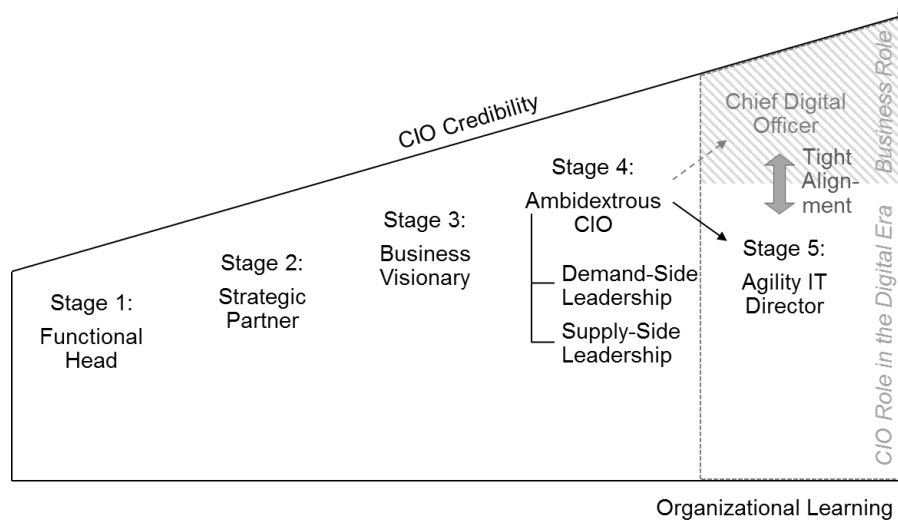 CIO Credibility
Stage 1:
Functional
Head
Stage 2:
Strategic
Partner
Stage 3:
Business
Visionary
Stage 4:
Ambidextrous
CIO
Demand-Side
Leadership
Supply-Side
Leadership
Chief Digital
Officer
Tight
Align-
ment
Stage 5:
Agility IT
Director
Business Role
CIO Role in the Digital Era
Organizational Learning